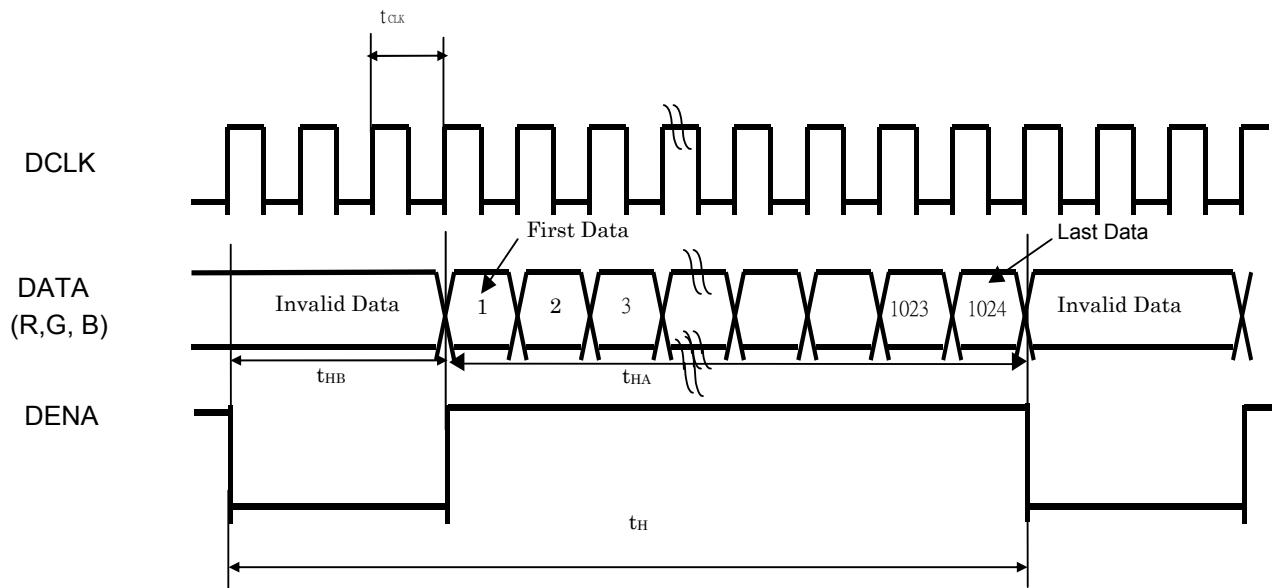 tCLK
DCLK
First Data
Last Data
DATA
(R,G, B)
Invalid Data
1
2
3
1023
1024
Invalid Data
tHB
tHA
DENA
tH